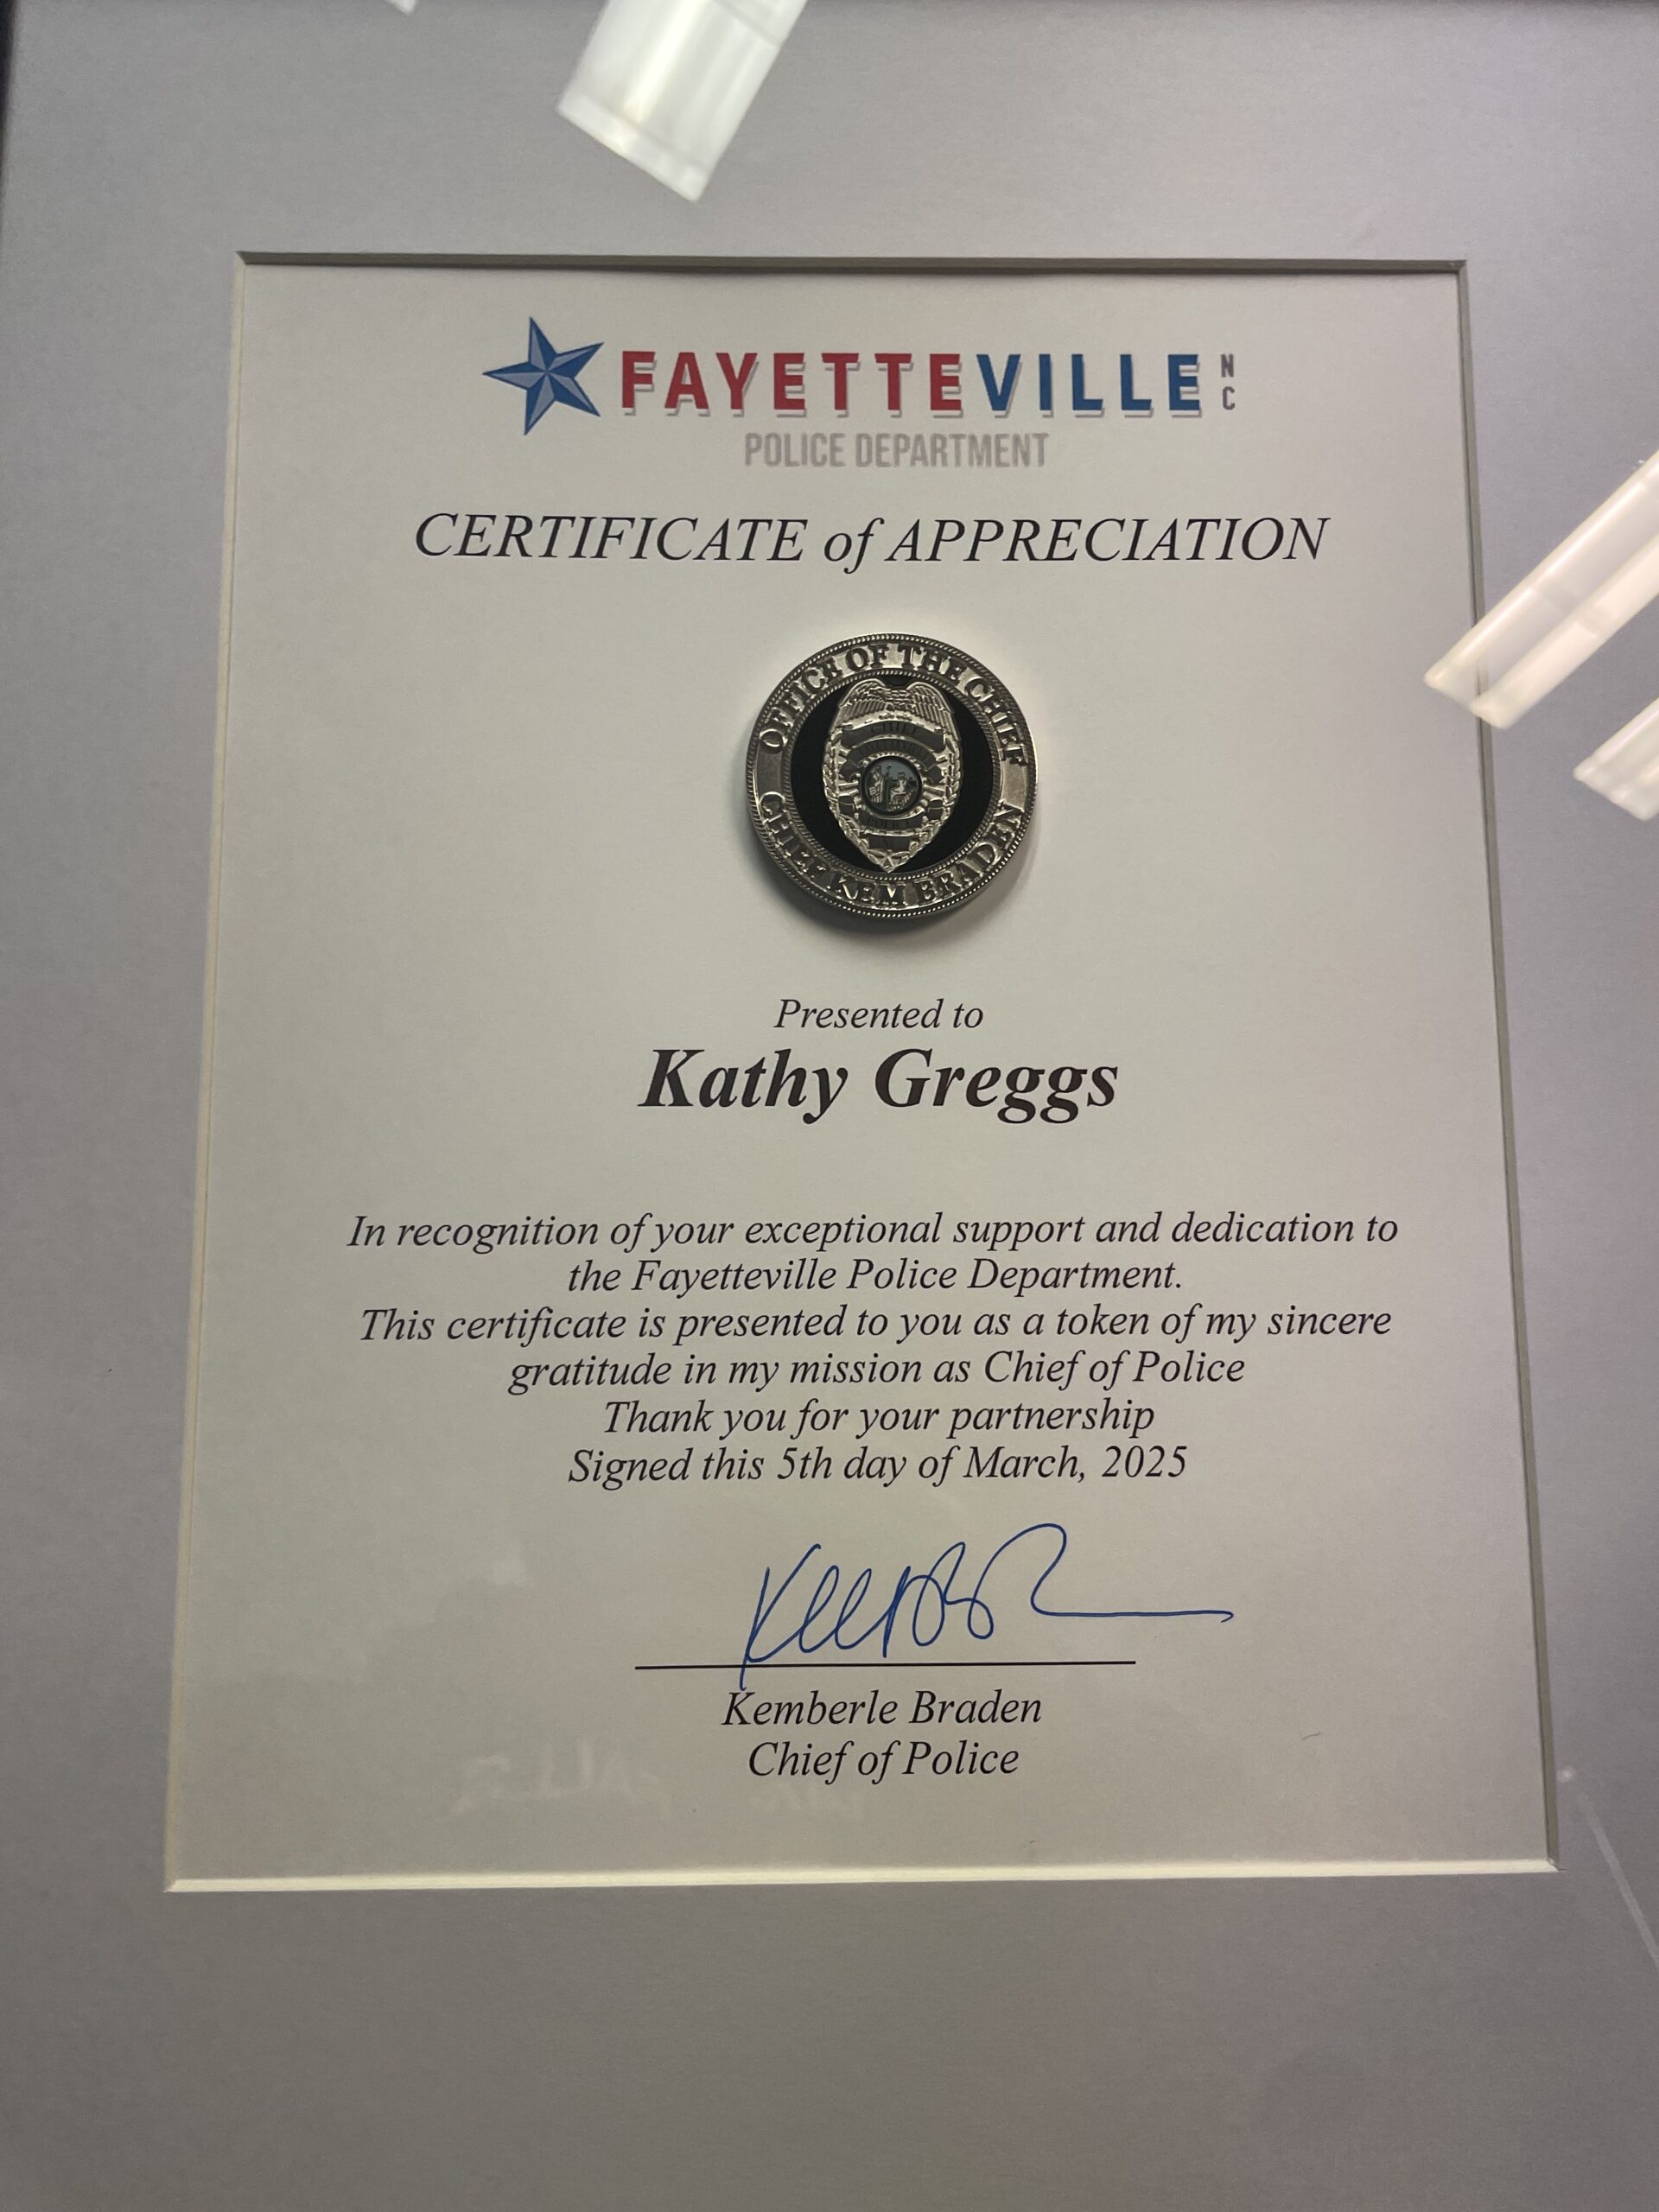 FAYETTEVILLE NC
POLICE DEPARTMENT
CERTIFICATE of APPRECIATION
OFFICE OF THE CHIEF
CHIEF KEM BRADEN
Presented to
Kathy Greggs
In recognition of your exceptional support and dedication to
the Fayetteville Police Department.
This certificate is presented to you as a token of my sincere
gratitude in my mission as Chief of Police
Thank you for your partnership
Signed this 5th day of March, 2025
Kemberle Braden
Chief of Police